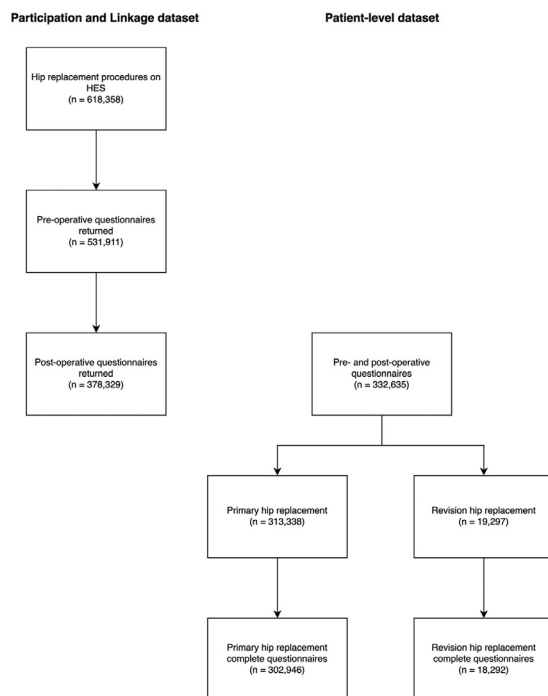 Participation and Linkage dataset
Patient-level dataset
Hip replacement procedures on
HES
(n = 618,358)
Pre-operative questionnaires
returned
(n = 531,911)
Post-operative questionnaires
returned
(n = 378,329)
Pre- and post-operative
questionnaires
(n = 332,635)
Primary hip replacement
(n = 313,338)
Revision hip replacement
(n = 19,297)
Primary hip replacement
complete questionnaires
(n = 302,946)
Revision hip replacement
complete questionnaires
(n = 18,292)